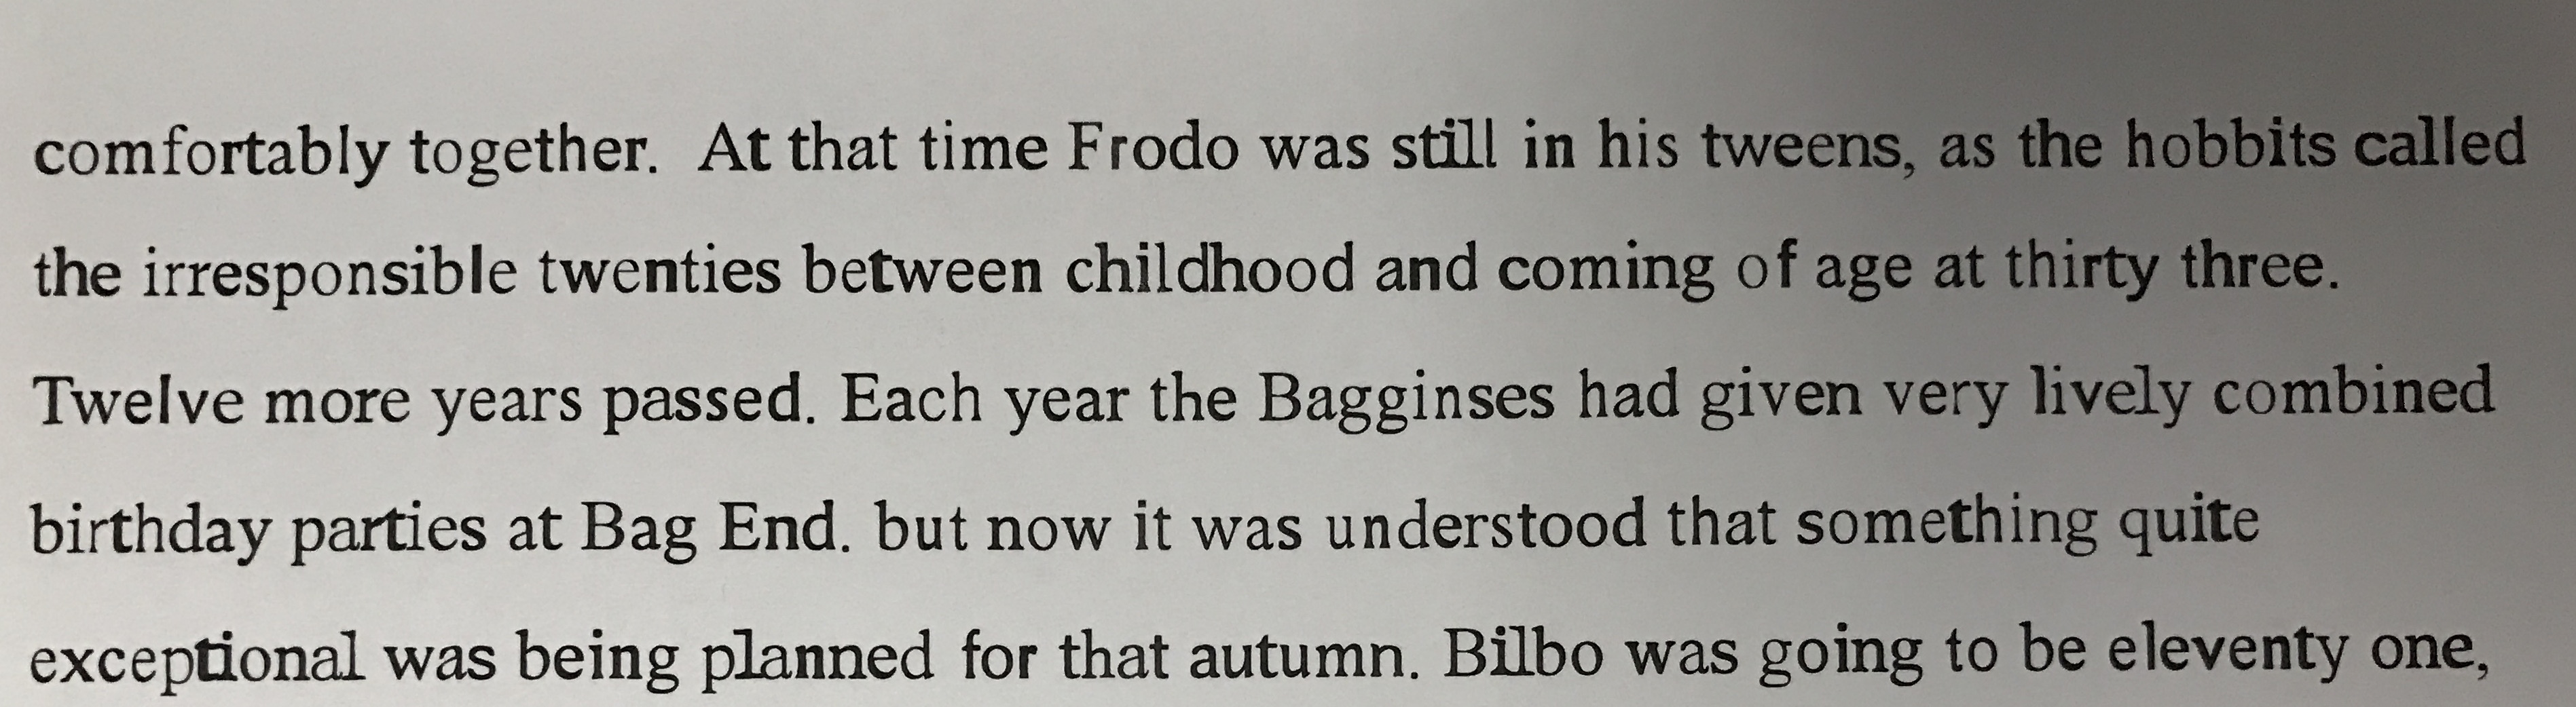 comfortably together. At that time Frodo was still in his tweens, as the hobbits called
the irresponsible twenties between childhood and coming of age at thirty three.
Twelve more years passed. Each year the Bagginses had given very lively combined
birthday parties at Bag End. but now it was understood that something quite
exceptional was being planned for that autumn. Bilbo was going to be eleventy one,